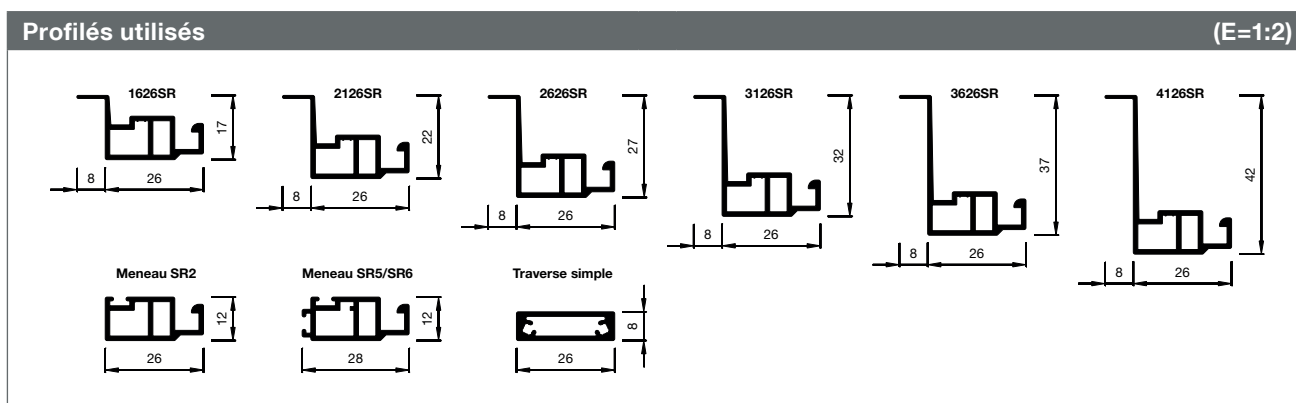 Profilés utilisés (E=1:2)
1626SR 2126SR 2626SR 3126SR 3626SR 4126SR
17 22 27 32 37 42
8 26 8 26 8 26 8 26 8 26 8 26
Meneau SR2 Meneau SR5/SR6 Traverse simple
12 12 8
26 28 26